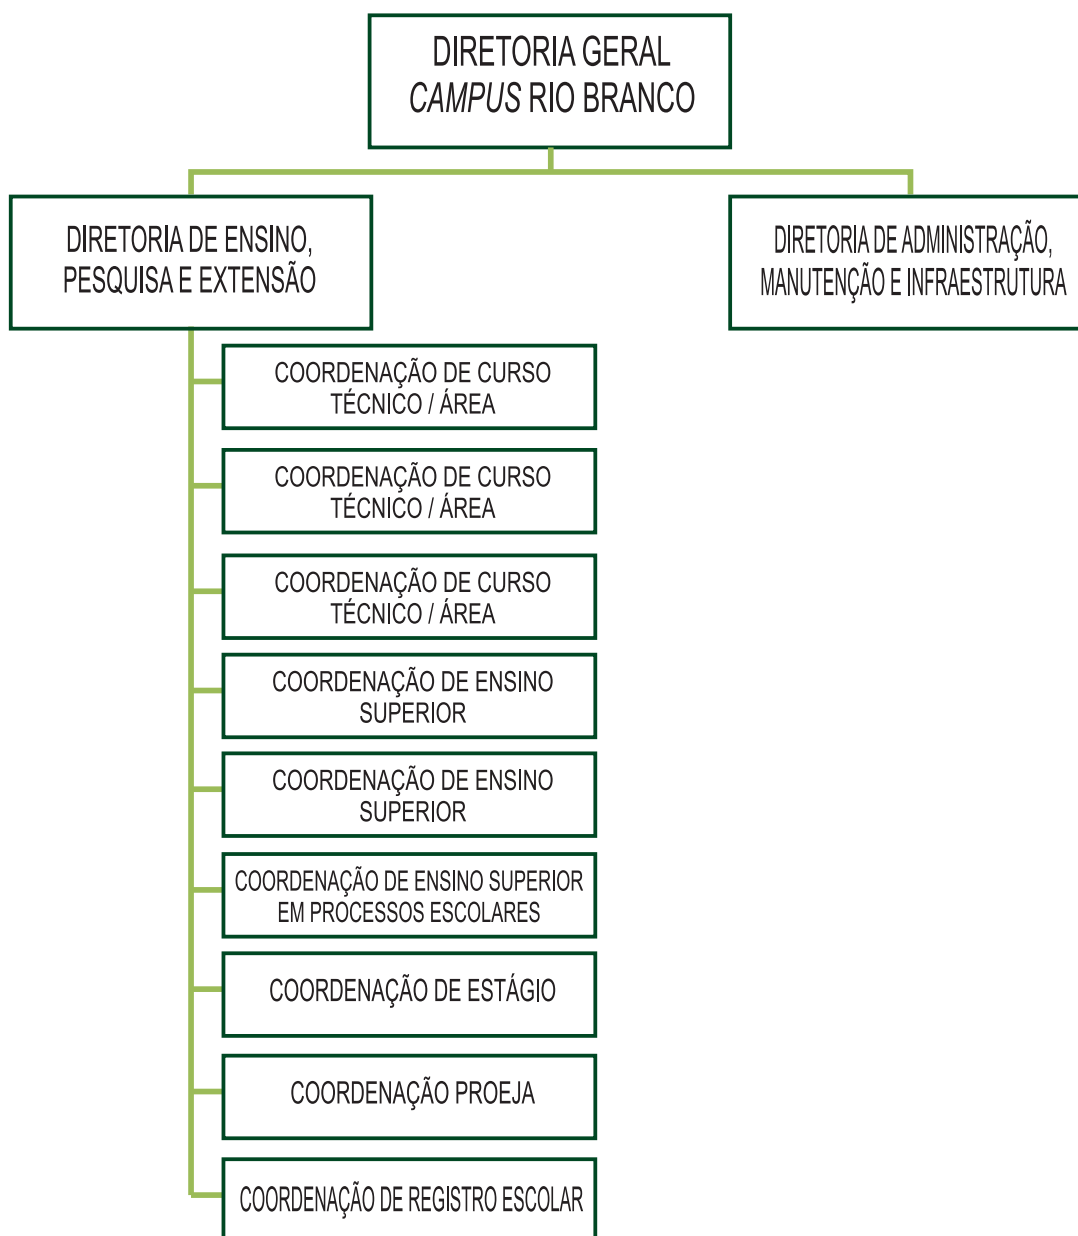 DIRETORIA GERAL
CAMPUS RIO BRANCO
DIRETORIA DE ENSINO,
PESQUISA E EXTENSÃO
DIRETORIA DE ADMINISTRAÇÃO,
MANUTENÇÃO E INFRAESTRUTURA
COORDENAÇÃO DE CURSO
TÉCNICO / ÁREA
COORDENAÇÃO DE CURSO
TÉCNICO / ÁREA
COORDENAÇÃO DE CURSO
TÉCNICO / ÁREA
COORDENAÇÃO DE ENSINO
SUPERIOR
COORDENAÇÃO DE ENSINO
SUPERIOR
COORDENAÇÃO DE ENSINO SUPERIOR
EM PROCESSOS ESCOLARES
COORDENAÇÃO DE ESTÁGIO
COORDENAÇÃO PROEJA
COORDENAÇÃO DE REGISTRO ESCOLAR